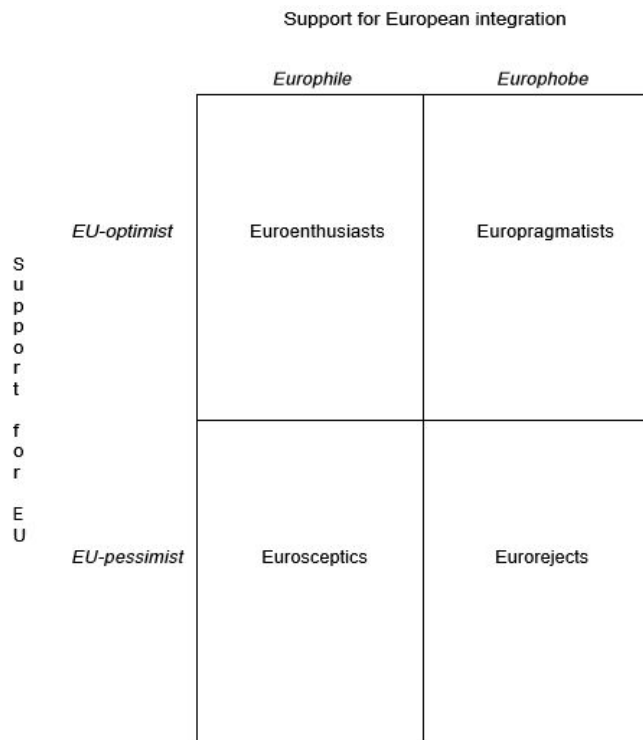 Support for European integration
Europhile Europhobe
EU-optimist Euroenthusiasts Europragmatists
Support for EU
EU-pessimist Eurosceptics Eurorejects